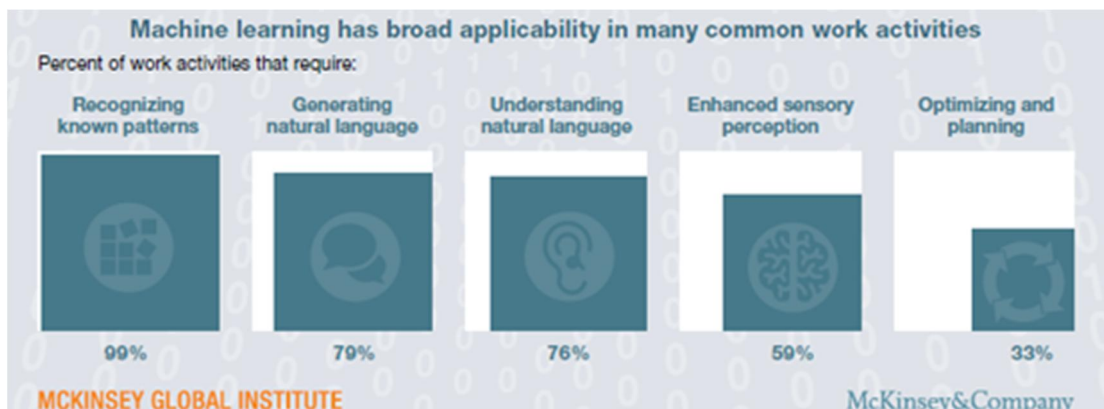 Machine learning has broad applicability in many common work activities
Percent of work activities that require:
Recognizing
known patterns
Generating
natural language
Understanding
natural language
Enhanced sensory
perception
Optimizing and
planning
99%
79%
76%
59%
33%
MCKINSEY GLOBAL INSTITUTE
McKinsey&Company